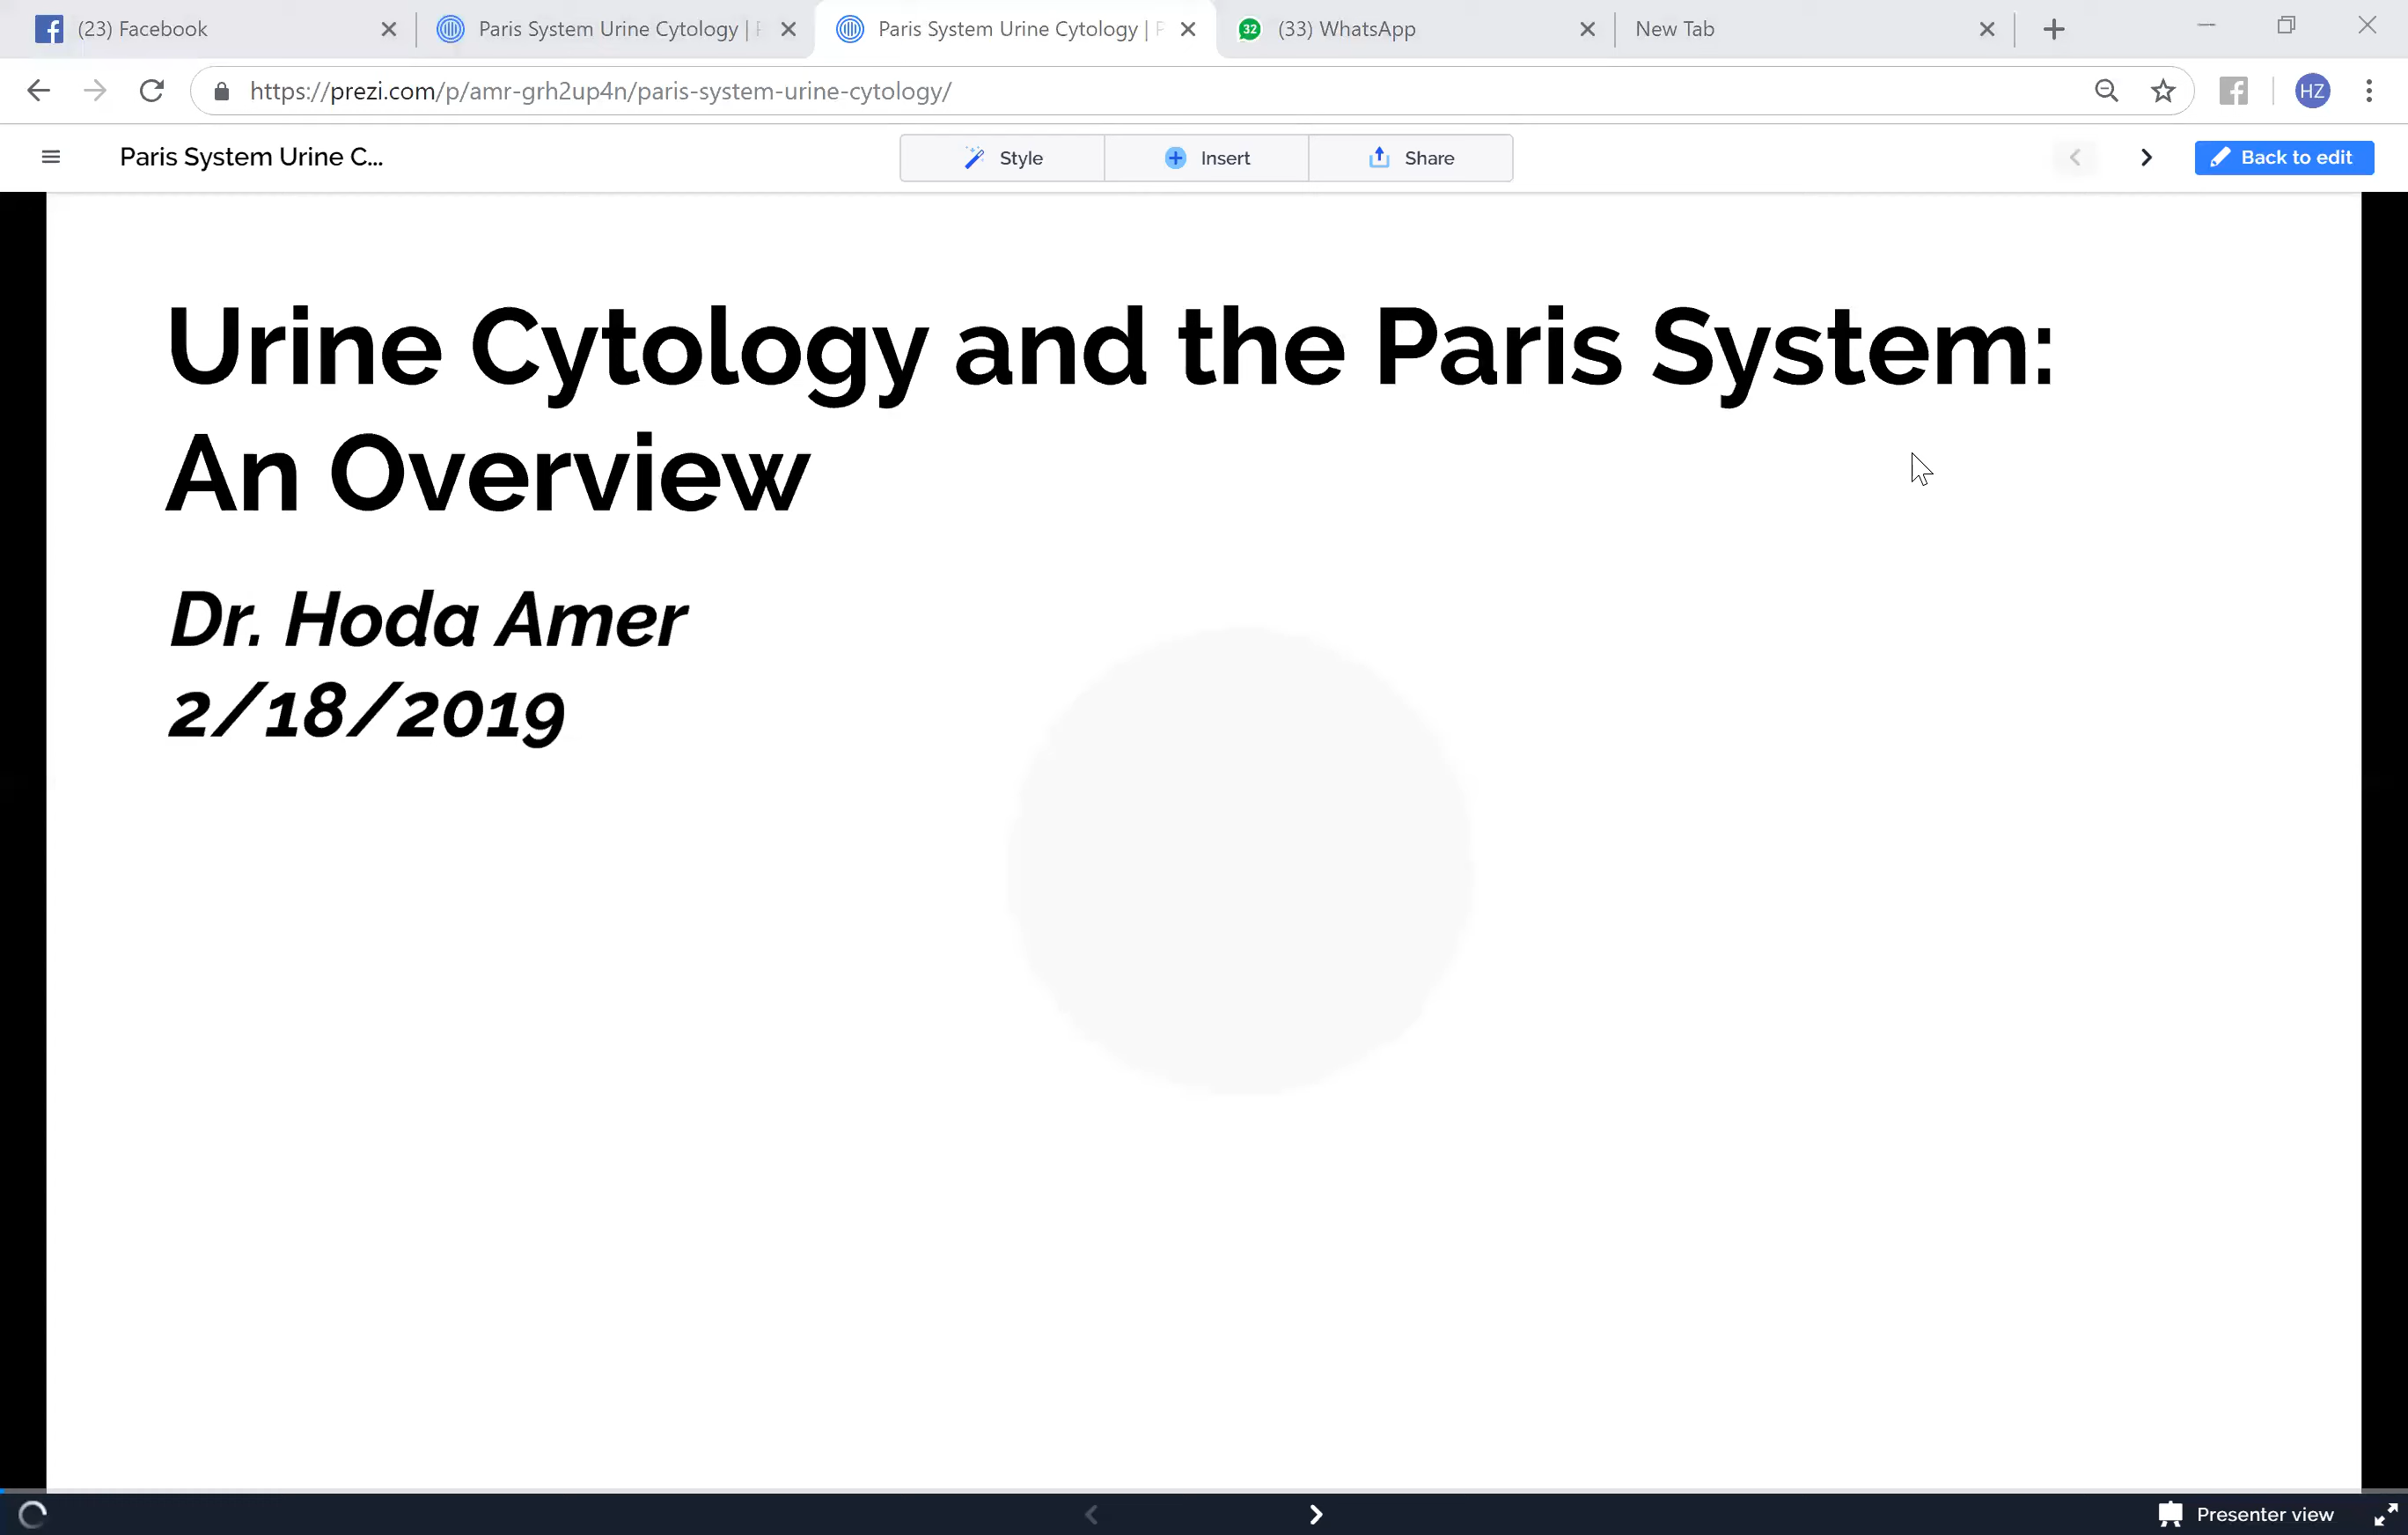 (23) Facebook
Paris System Urine Cytology |
Paris System Urine Cytology | P
32
(33) WhatsApp
New Tab
https://prezi.com/p/amr-grh2up4n/paris-system-urine-cytology/
HZ
Paris System Urine C...
Style
Insert
Share
Back to edit
Urine Cytology and the Paris System:
An Overview
Dr. Hoda Amer
2/18/2019
Presenter view